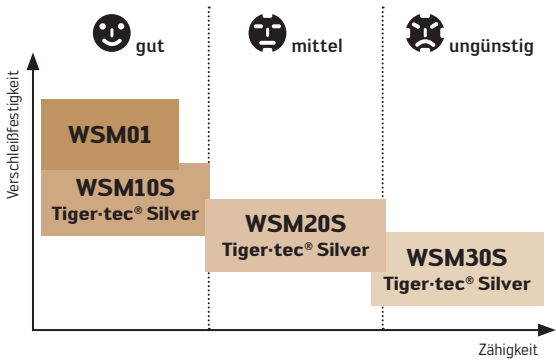 gut
mittel
ungünstig
Verschleißfestigkeit
WSM01
WSM10S
Tiger·tec® Silver
WSM20S
Tiger·tec® Silver
WSM30S
Tiger·tec® Silver
Zähigkeit